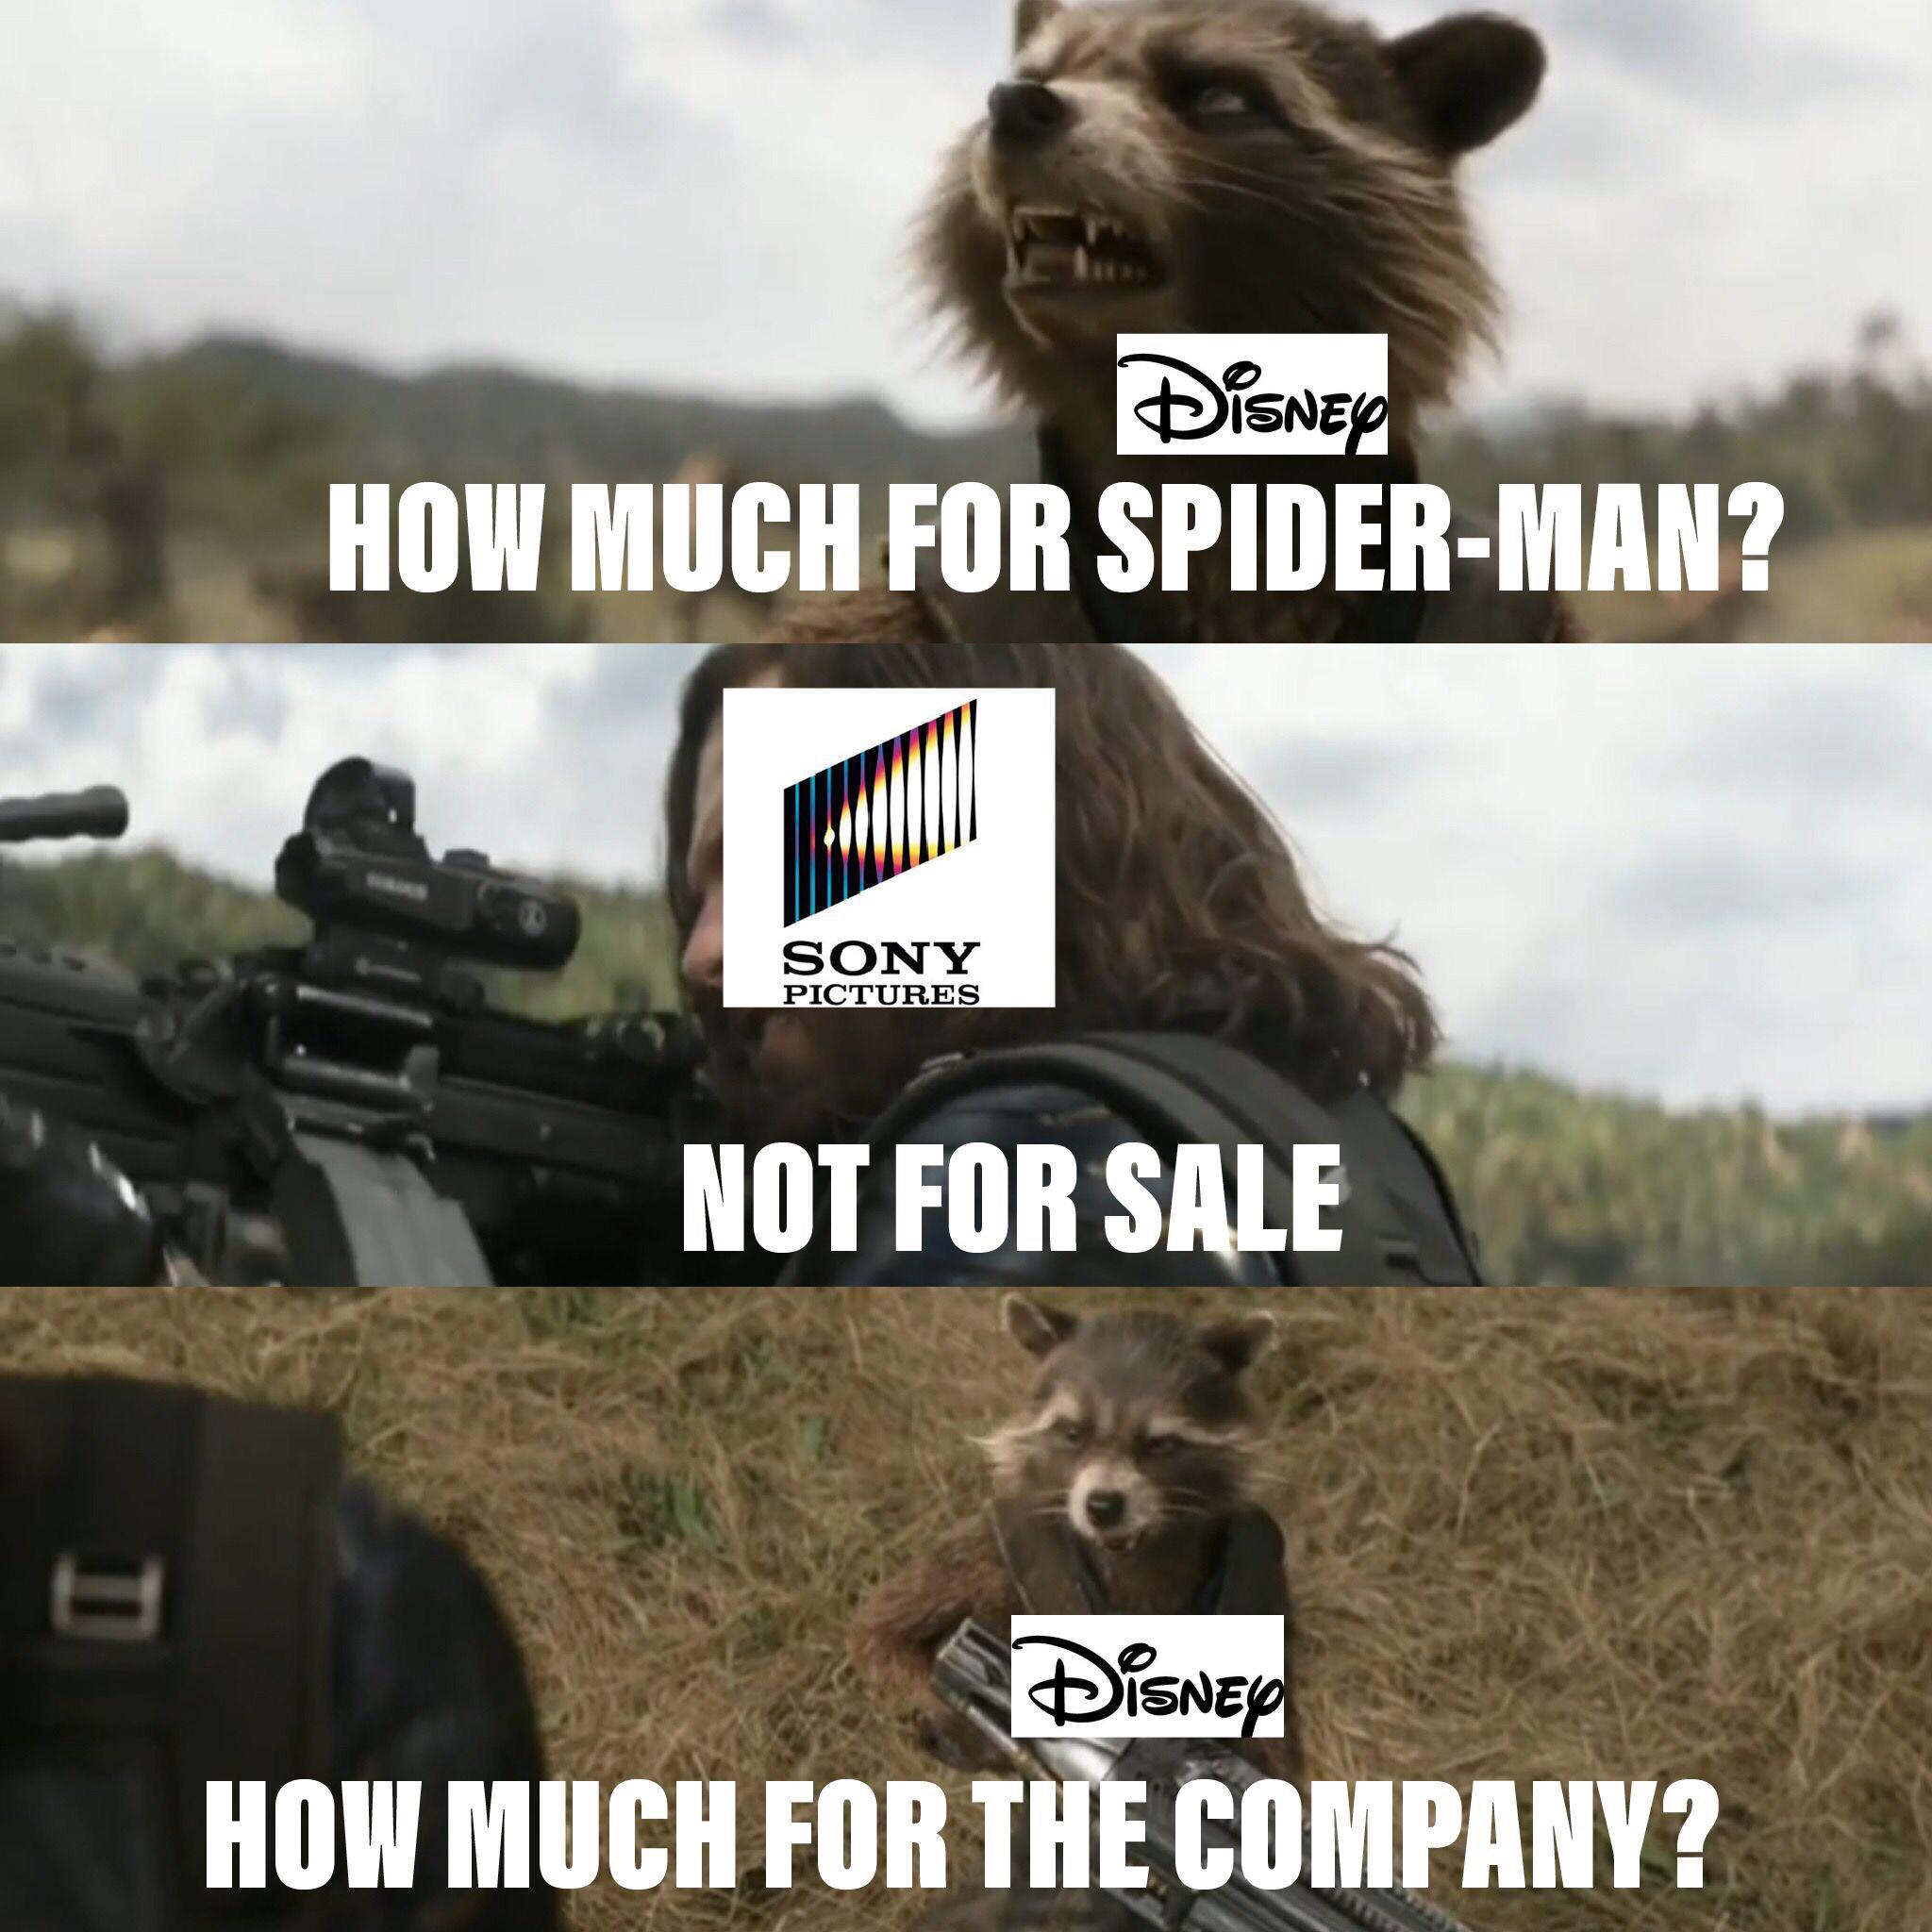 Disney
HOW MUCH FOR SPIDER-MAN?
SONY
PICTURES
NOT FOR SALE
Disney
HOW MUCH FOR THE COMPANY?